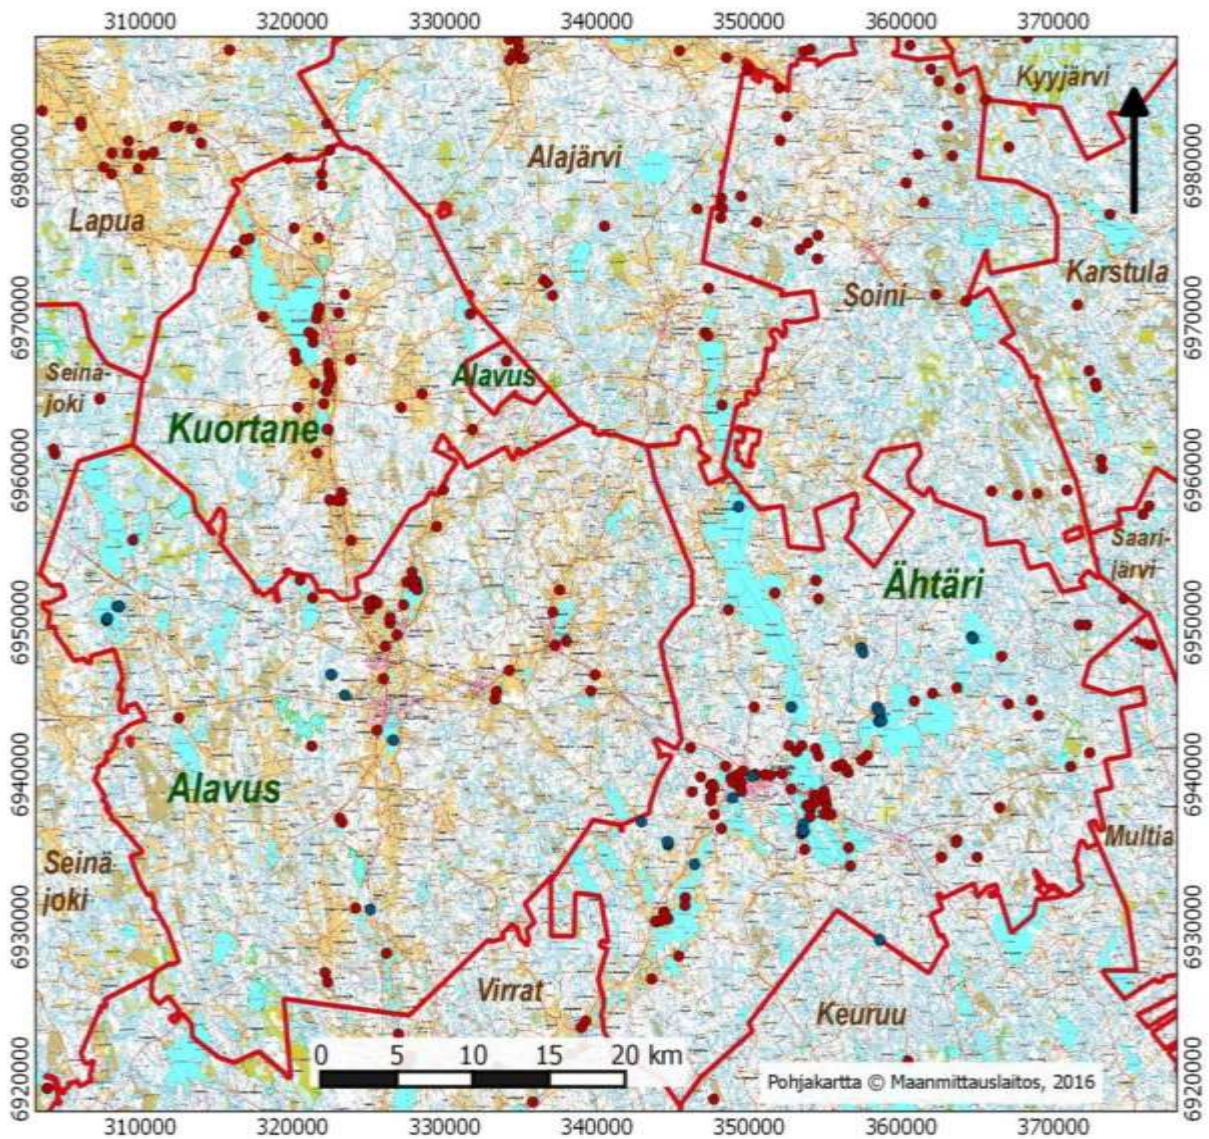 310000 320000 330000 340000 350000 360000 370000
Kyyjärvi
6980000
Alajärvi
6980000
Lapua
Karstula
Soini
6970000
6970000
Seinä-
joki
Alavus
Kuortane
6960000
6960000
Saari-
järvi
Ähtäri
6950000
6950000
6940000
6940000
Alavus
Multia
Seinä
joki
6930000
6930000
Virrat
Keuruu
0 5 10 15 20 km
Pohjakartta © Maanmittauslaitos, 2016
6920000
6920000
310000 320000 330000 340000 350000 360000 370000